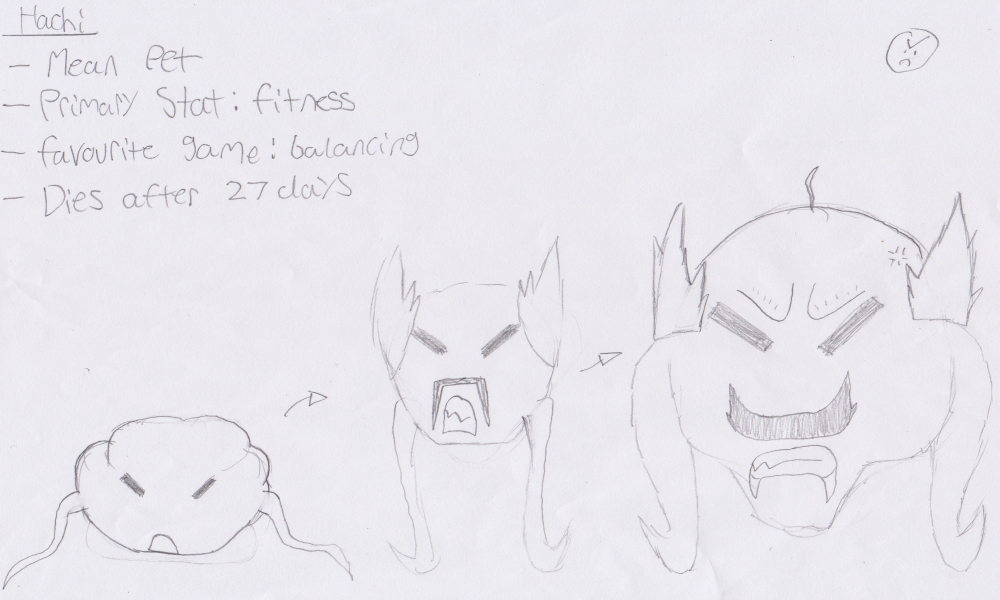 Hachi
- Mean Pet
- Primary Stat: fitness
- favourite game: balancing
- Dies after 27 days